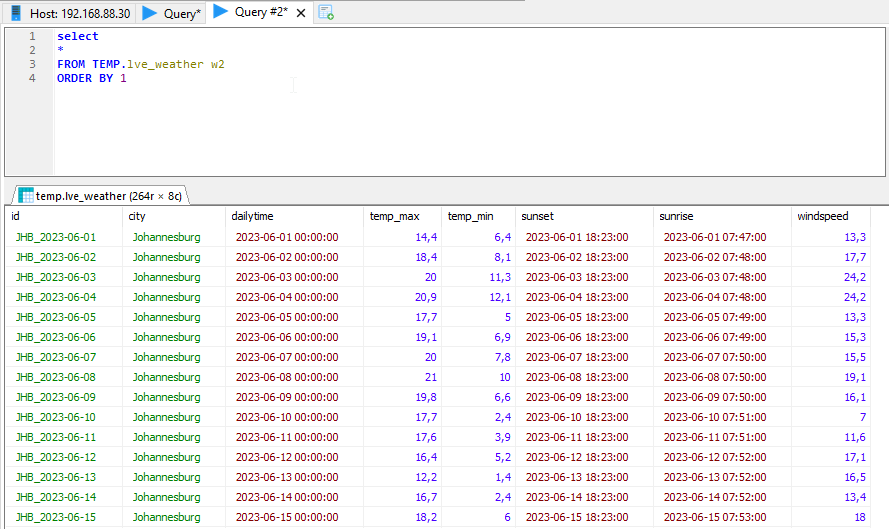 Host: 192.168.88.30 Query* Query #2*
1 select
2 *
3 FROM TEMP.lve_weather w2
4 ORDER BY 1
temp.lve_weather (264r × 8c)
id city dailytime temp_max temp_min sunset sunrise windspeed
JHB_2023-06-01 Johannesburg 2023-06-01 00:00:00 14,4 6,4 2023-06-01 18:23:00 2023-06-01 07:47:00 13,3
JHB_2023-06-02 Johannesburg 2023-06-02 00:00:00 18,4 8,1 2023-06-02 18:23:00 2023-06-02 07:48:00 17,7
JHB_2023-06-03 Johannesburg 2023-06-03 00:00:00 20 11,3 2023-06-03 18:23:00 2023-06-03 07:48:00 24,2
JHB_2023-06-04 Johannesburg 2023-06-04 00:00:00 20,9 12,1 2023-06-04 18:23:00 2023-06-04 07:48:00 24,2
JHB_2023-06-05 Johannesburg 2023-06-05 00:00:00 17,7 5 2023-06-05 18:23:00 2023-06-05 07:49:00 13,3
JHB_2023-06-06 Johannesburg 2023-06-06 00:00:00 19,1 6,9 2023-06-06 18:23:00 2023-06-06 07:49:00 15,3
JHB_2023-06-07 Johannesburg 2023-06-07 00:00:00 20 7,8 2023-06-07 18:23:00 2023-06-07 07:50:00 15,5
JHB_2023-06-08 Johannesburg 2023-06-08 00:00:00 21 10 2023-06-08 18:23:00 2023-06-08 07:50:00 19,1
JHB_2023-06-09 Johannesburg 2023-06-09 00:00:00 19,8 6,6 2023-06-09 18:23:00 2023-06-09 07:50:00 16,1
JHB_2023-06-10 Johannesburg 2023-06-10 00:00:00 17,7 2,4 2023-06-10 18:23:00 2023-06-10 07:51:00 7
JHB_2023-06-11 Johannesburg 2023-06-11 00:00:00 17,6 3,9 2023-06-11 18:23:00 2023-06-11 07:51:00 11,6
JHB_2023-06-12 Johannesburg 2023-06-12 00:00:00 16,4 5,2 2023-06-12 18:23:00 2023-06-12 07:52:00 17,1
JHB_2023-06-13 Johannesburg 2023-06-13 00:00:00 12,2 1,4 2023-06-13 18:23:00 2023-06-13 07:52:00 16,5
JHB_2023-06-14 Johannesburg 2023-06-14 00:00:00 16,7 2,4 2023-06-14 18:23:00 2023-06-14 07:52:00 13,4
JHB_2023-06-15 Johannesburg 2023-06-15 00:00:00 18,2 6 2023-06-15 18:23:00 2023-06-15 07:53:00 18